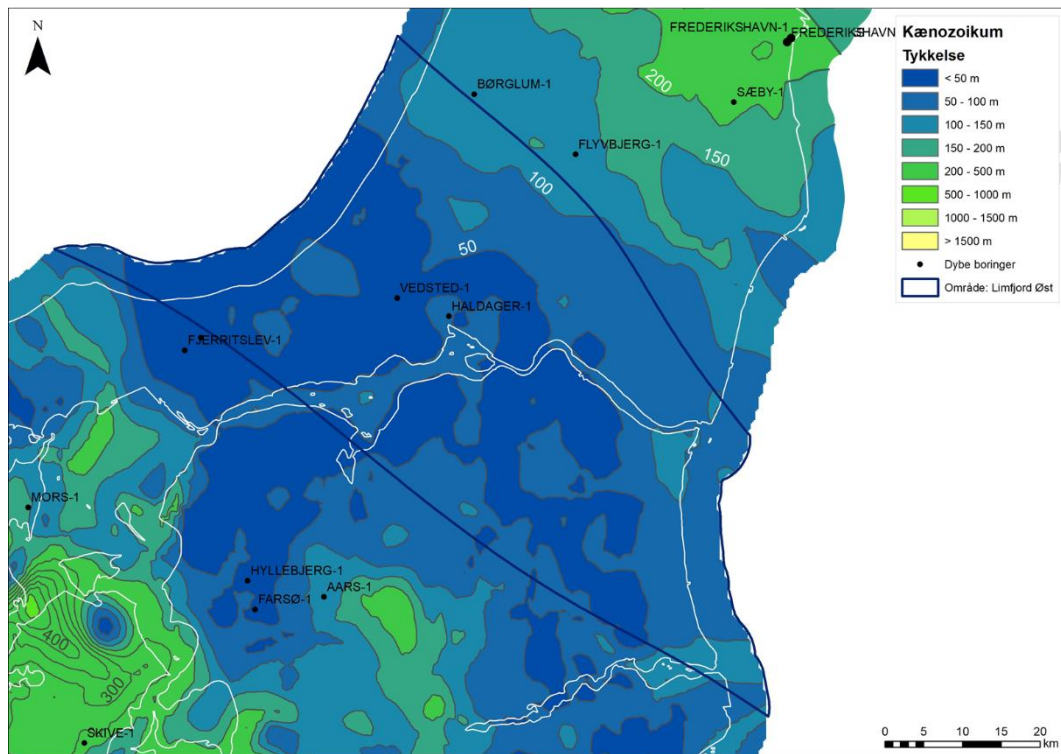 N
FREDERIKSHAVN-1
FREDERIKSHAVN
200
SÆBY-1
BØRGLUM-1
FLYVBJERG-1
150
100
50
VEDSTED-1
HALDAGER-1
FJERRITSLEV-1
MORS-1
HYLLEBJERG-1
FARSØ-1
AARS-1
400
300
SKIVE-1
Kænozoikum
Tykkelse
< 50 m
50 - 100 m
100 - 150 m
150 - 200 m
200 - 500 m
500 - 1000 m
1000 - 1500 m
> 1500 m
Dybe boringer
Område: Limfjord Øst
0 5 10 15 20
km